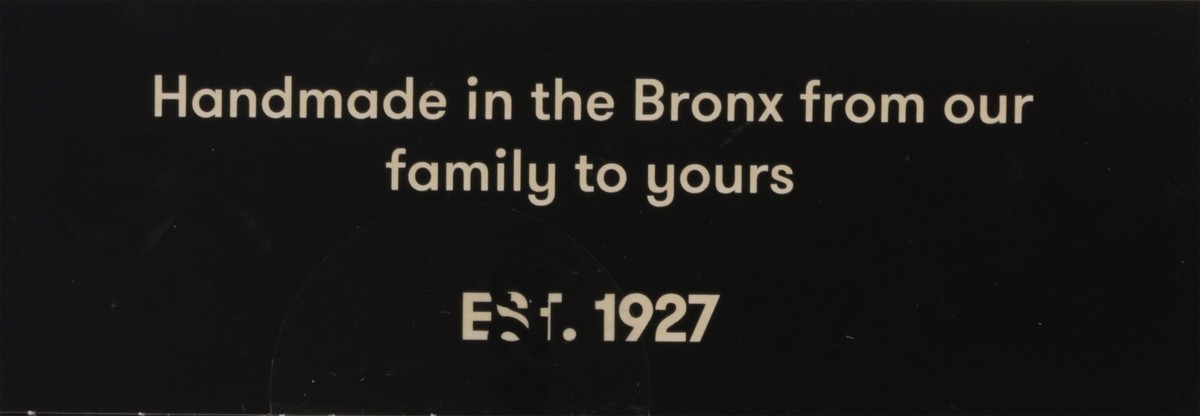 Handmade in the Bronx from our
family to yours
EST. 1927